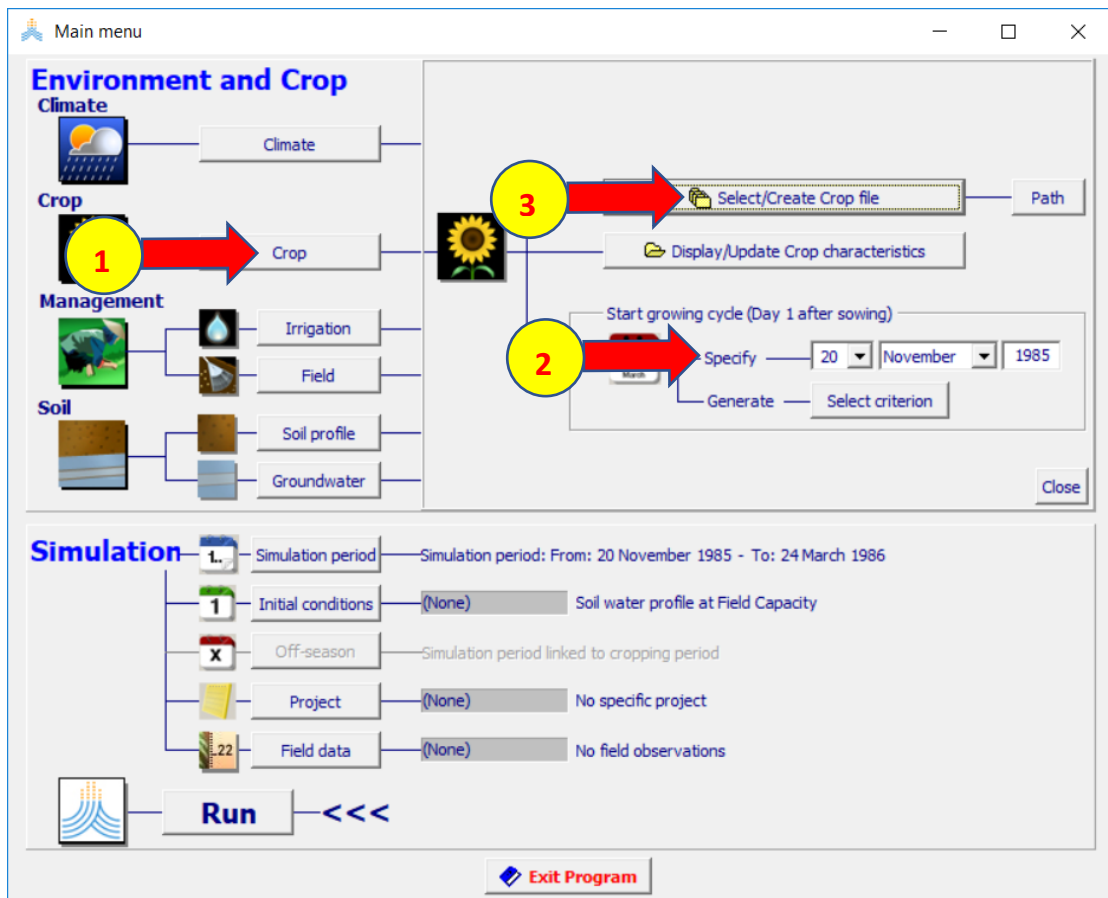 Main menu
Environment and Crop
Climate
Climate
Crop
1
Crop
3
Select/Create Crop file
Path
Display/Update Crop characteristics
Management
Irrigation
Field
Start growing cycle (Day 1 after sowing)
2
March
Specify
20
November
1985
Generate
Select criterion
Soil
Soil profile
Groundwater
Close
Simulation
1..
Simulation period
Simulation period: From: 20 November 1985 - To: 24 March 1986
1
Initial conditions
(None)
Soil water profile at Field Capacity
X
Off-season
Simulation period linked to cropping period
Project
(None)
No specific project
..22
Field data
(None)
No field observations
Run
<<<
Exit Program